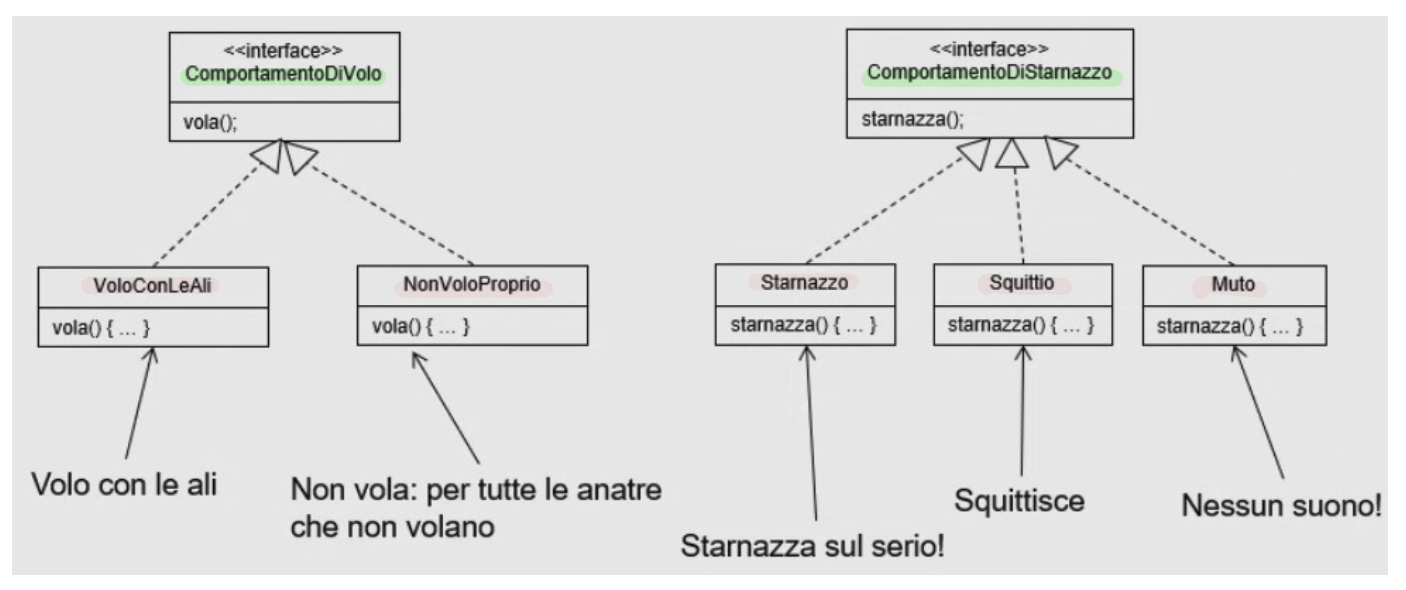 <<interface>>
ComportamentoDiVolo
vola();
<<interface>>
ComportamentoDiStarnazzo
starnazza();
VoloConLeAli
vola() { ... }
NonVoloProprio
vola() { ... }
Starnazzo
starnazza() { ... }
Squittio
starnazza() { ... }
Muto
starnazza() { ... }
Volo con le ali
Non vola: per tutte le anatre
che non volano
Starnazza sul serio!
Squittisce
Nessun suono!